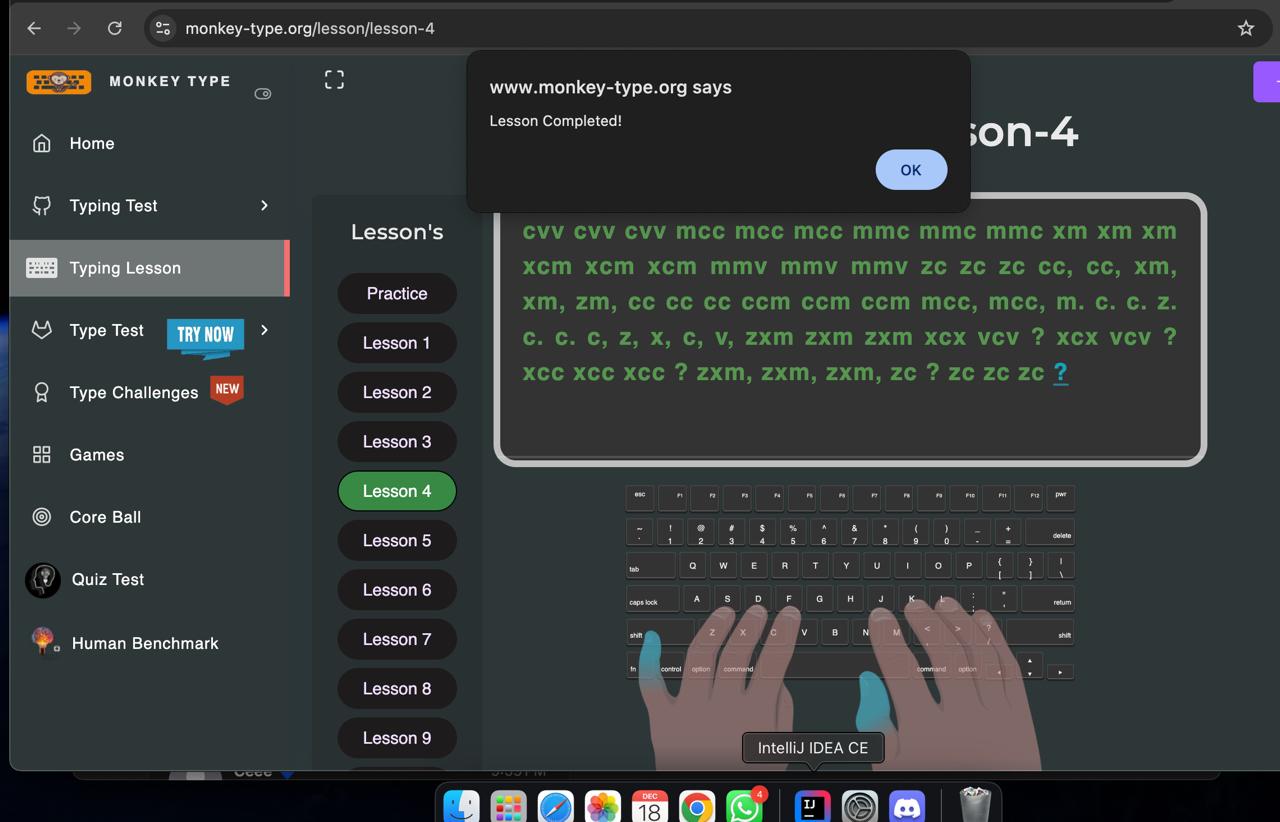 monkey-type.org/lesson/lesson-4
MONKEY TYPE
www.monkey-type.org says
Lesson Completed!
OK
son-4
Home
Typing Test
Typing Lesson
Type Test
TRY NOW
Type Challenges
NEW
Games
Core Ball
Quiz Test
Human Benchmark
Lesson's
Practice
Lesson 1
Lesson 2
Lesson 3
Lesson 4
Lesson 5
Lesson 6
Lesson 7
Lesson 8
Lesson 9
cvv cvv cvv mcc mcc mcc mmc mmc mmc xm xm xm
xcm xcm xcm mmv mmv mmv zc zc zc cc, cc, xm,
xm, zm, cc cc cc ccm ccm ccm mcc, mcc, m. c. c. z.
c. c. c, z, x, c, v, zxm zxm zxm xcx vcv ? xcx vcv ?
xcc xcc xcc ? zxm, zxm, zxm, zc ? zc zc zc ?
esc F1 F2 F3 F4 F5 F6 F7 F8 F9 F10 F11 F12 pwr
~ ! @ # $ % ^ & * ( ) _ +
` 1 2 3 4 5 6 7 8 9 0 - = delete
tab Q W E R T Y U I O P { [ } ] | \
caps lock A S D F G H J K L : ; " ' return
shift Z X C V B N M < , > . ? shift
fn control option command command option
IntelliJ IDEA CE
DEC
18
4
IJ